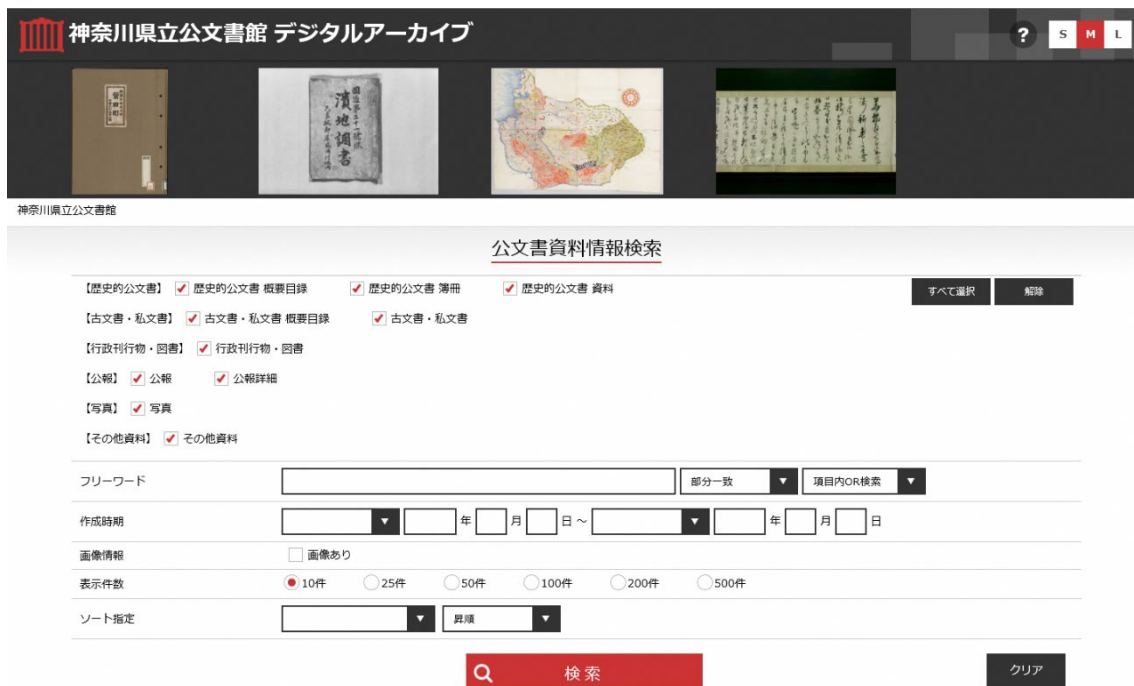 神奈川県立公文書館 デジタルアーカイブ
? S M L
濱地調書
神奈川県立公文書館
公文書資料情報検索
【歴史的公文書】 歴史的公文書 概要目録 歴史的公文書 簿冊 歴史的公文書 資料 すべて選択 解除
【古文書・私文書】 古文書・私文書 概要目録 古文書・私文書
【行政刊行物・図書】 行政刊行物・図書
【公報】 公報 公報詳細
【写真】 写真
【その他資料】 その他資料
フリーワード 部分一致 項目内OR検索
作成時期 年 月 日 ~ 年 月 日
画像情報 画像あり
表示件数 10件 25件 50件 100件 200件 500件
ソート指定 昇順
検索 クリア